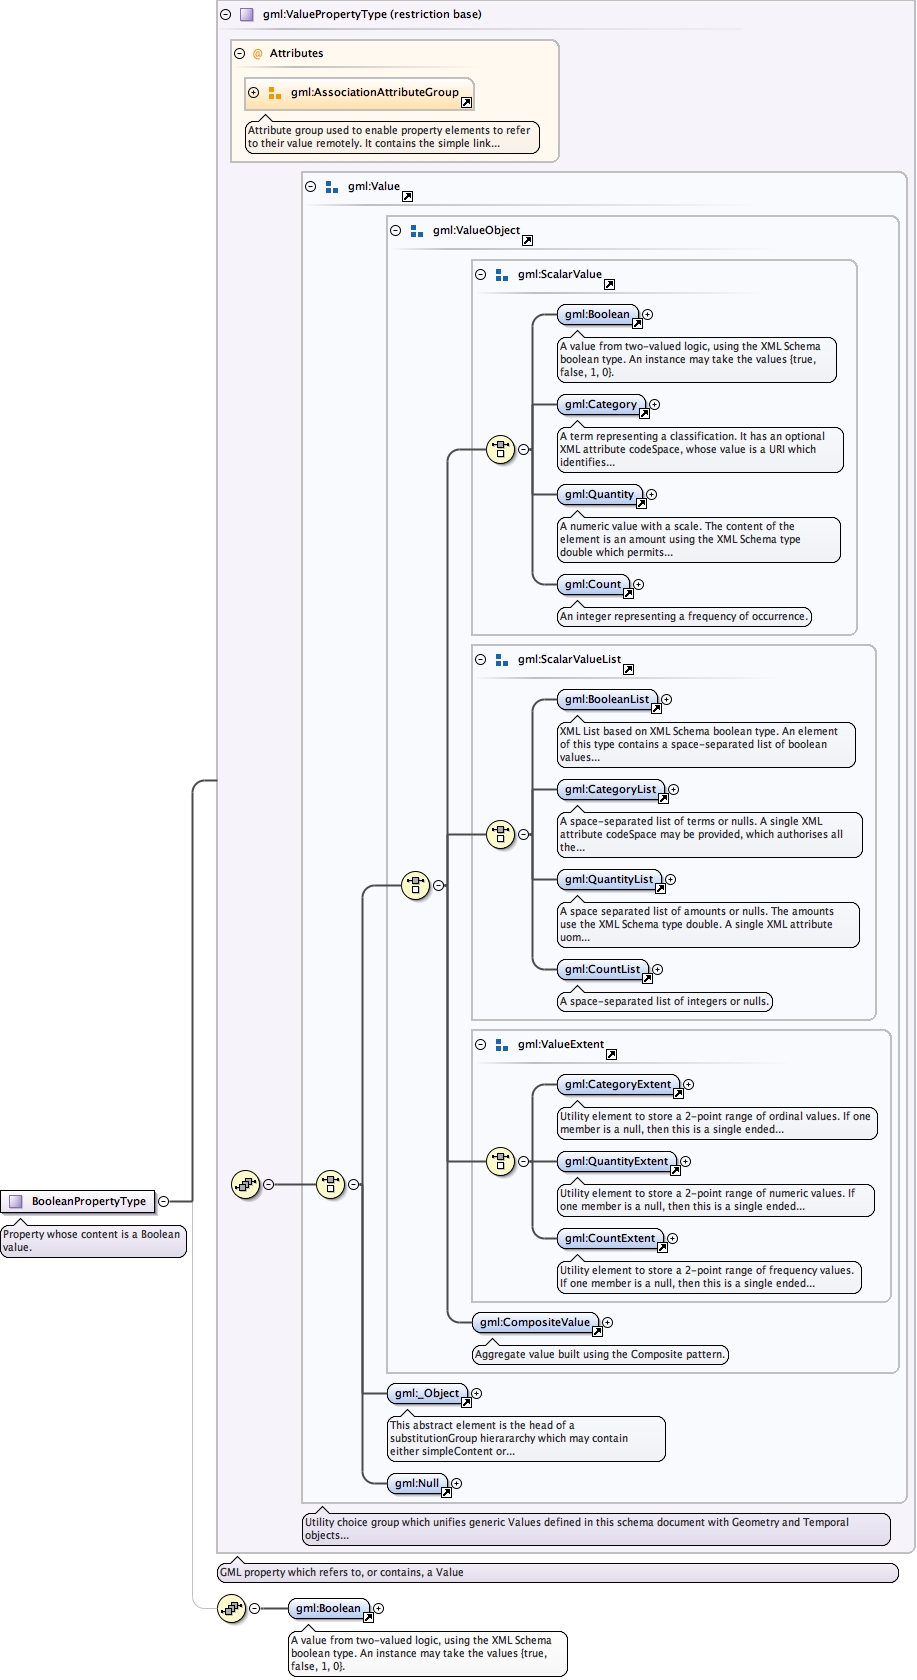 gml:ValuePropertyType (restriction base)
@ Attributes
gml:AssociationAttributeGroup
Attribute group used to enable property elements to refer
to their value remotely. It contains the simple link...
gml:Value
gml:ValueObject
gml:ScalarValue
gml:Boolean
A value from two-valued logic, using the XML Schema
boolean type. An instance may take the values {true,
false, 1, 0}.
gml:Category
A term representing a classification. It has an optional
XML attribute codeSpace, whose value is a URI which
identifies...
gml:Quantity
A numeric value with a scale. The content of the
element is an amount using the XML Schema type
double which permits...
gml:Count
An integer representing a frequency of occurrence.
gml:ScalarValueList
gml:BooleanList
XML List based on XML Schema boolean type. An element
of this type contains a space-separated list of boolean
values...
gml:CategoryList
A space-separated list of terms or nulls. A single XML
attribute codeSpace may be provided, which authorises all
the...
gml:QuantityList
A space separated list of amounts or nulls. The amounts
use the XML Schema type double. A single XML attribute
uom...
gml:CountList
A space-separated list of integers or nulls.
gml:ValueExtent
gml:CategoryExtent
Utility element to store a 2-point range of ordinal values. If one
member is a null, then this is a single ended...
gml:QuantityExtent
Utility element to store a 2-point range of numeric values. If
one member is a null, then this is a single ended...
gml:CountExtent
Utility element to store a 2-point range of frequency values.
If one member is a null, then this is a single ended...
BooleanPropertyType
Property whose content is a Boolean
value.
gml:CompositeValue
Aggregate value built using the Composite pattern.
gml:_Object
This abstract element is the head of a
substitutionGroup hierararchy which may contain
either simpleContent or...
gml:Null
Utility choice group which unifies generic Values defined in this schema document with Geometry and Temporal
objects...
GML property which refers to, or contains, a Value
gml:Boolean
A value from two-valued logic, using the XML Schema
boolean type. An instance may take the values {true,
false, 1, 0}.